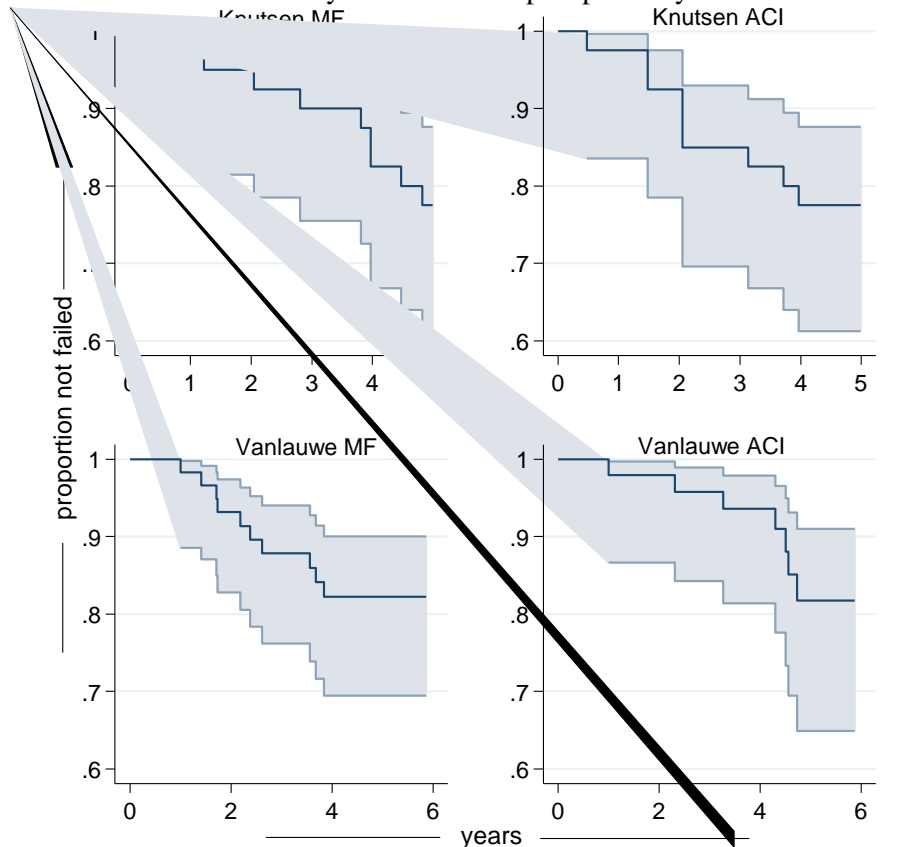 Knutsen MF
Knutsen ACI
1
.9
.8
.6
0 1 2 3 4
1
.9
.8
.7
.6
0 1 2 3 4 5
proportion not failed
Vanlauwe MF
Vanlauwe ACI
1
.9
.8
.7
.6
0 2 4 6
1
.9
.8
.7
.6
0 2 4 6
years